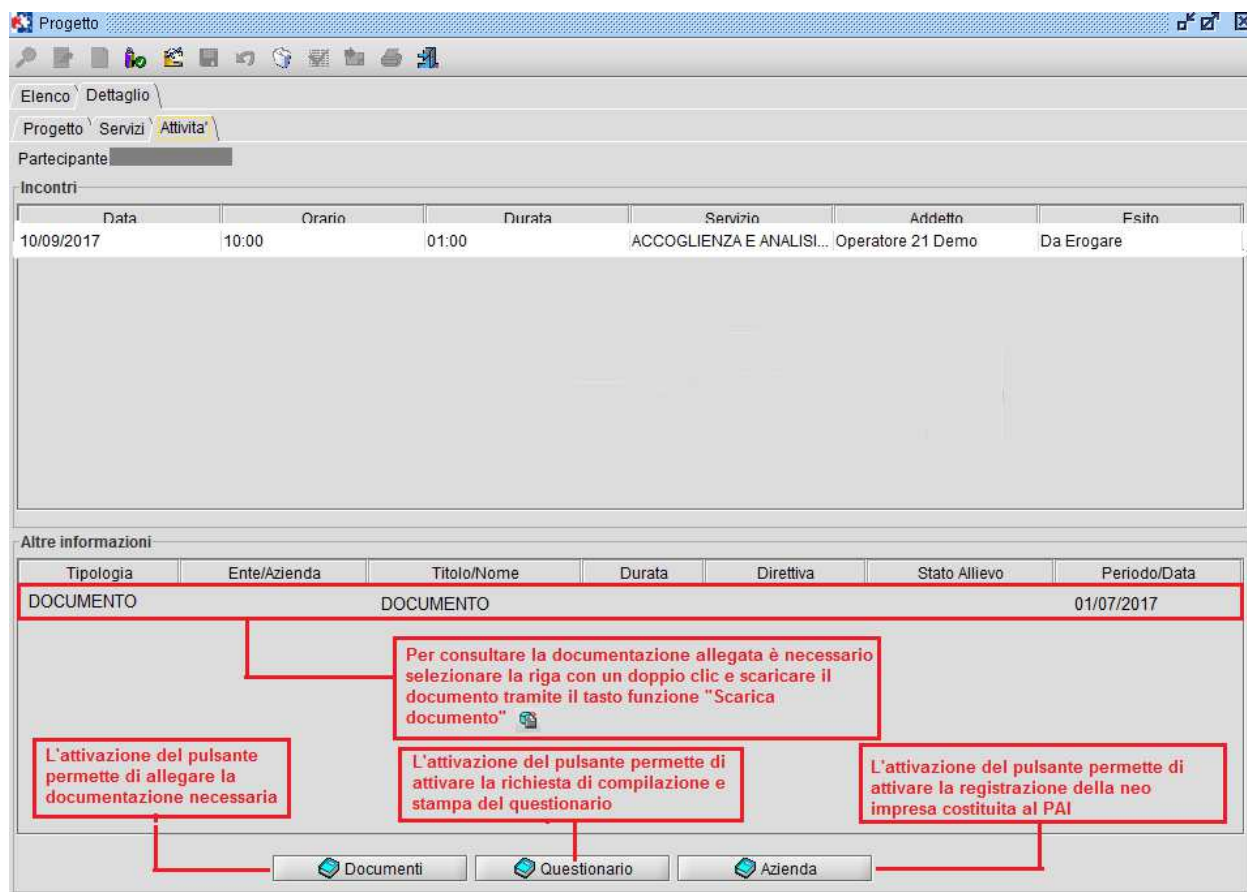 Progetto
Elenco Dettaglio
Progetto Servizi Attivita'
Partecipante
Incontri
Data Orario Durata Servizio Addetto Esito
10/09/2017 10:00 01:00 ACCOGLIENZA E ANALISI... Operatore 21 Demo Da Erogare
Altre informazioni
Tipologia Ente/Azienda Titolo/Nome Durata Direttiva Stato Allievo Periodo/Data
DOCUMENTO DOCUMENTO 01/07/2017
Per consultare la documentazione allegata è necessario
selezionare la riga con un doppio clic e scaricare il
documento tramite il tasto funzione "Scarica
documento"
L'attivazione del pulsante
permette di allegare la
documentazione necessaria
L'attivazione del pulsante permette di
attivare la richiesta di compilazione e
stampa del questionario
L'attivazione del pulsante permette di
attivare la registrazione della neo
impresa costituita al PAI
Documenti Questionario Azienda